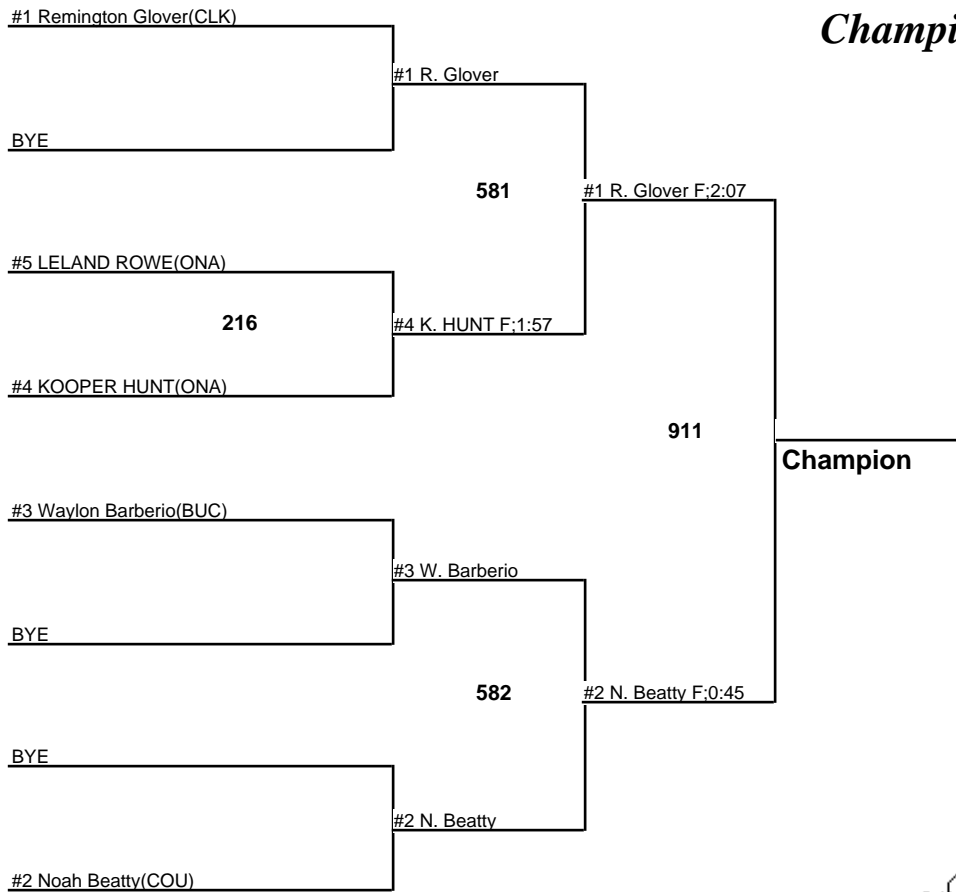 #1 Remington Glover(CLK)
Champi
#1 R. Glover
BYE
581
#1 R. Glover F;2:07
#5 LELAND ROWE(ONA)
216
#4 K. HUNT F;1:57
#4 KOOPER HUNT(ONA)
911
Champion
#3 Waylon Barberio(BUC)
#3 W. Barberio
BYE
582
#2 N. Beatty F;0:45
BYE
#2 N. Beatty
#2 Noah Beatty(COU)